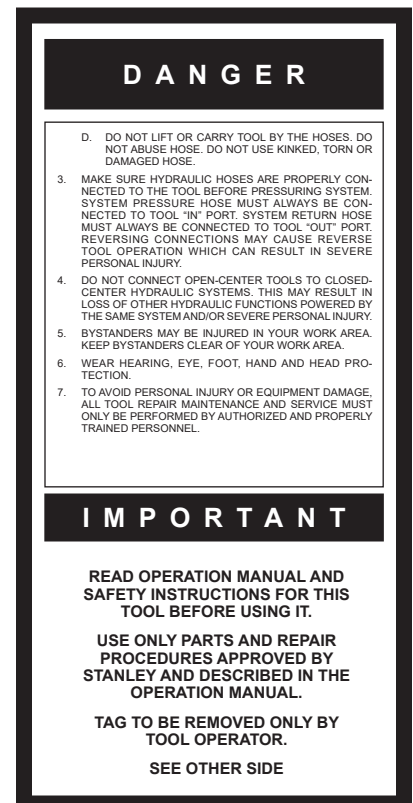 DANGER
D. DO NOT LIFT OR CARRY TOOL BY THE HOSES. DO
NOT ABUSE HOSE. DO NOT USE KINKED, TORN OR
DAMAGED HOSE.
3. MAKE SURE HYDRAULIC HOSES ARE PROPERLY CON-
NECTED TO THE TOOL BEFORE PRESSURING SYSTEM.
SYSTEM PRESSURE HOSE MUST ALWAYS BE CON-
NECTED TO TOOL “IN” PORT. SYSTEM RETURN HOSE
MUST ALWAYS BE CONNECTED TO TOOL “OUT” PORT.
REVERSING CONNECTIONS MAY CAUSE REVERSE
TOOL OPERATION WHICH CAN RESULT IN SEVERE
PERSONAL INJURY.
4. DO NOT CONNECT OPEN-CENTER TOOLS TO CLOSED-
CENTER HYDRAULIC SYSTEMS. THIS MAY RESULT IN
LOSS OF OTHER HYDRAULIC FUNCTIONS POWERED BY
THE SAME SYSTEM AND/OR SEVERE PERSONAL INJURY.
5. BYSTANDERS MAY BE INJURED IN YOUR WORK AREA.
KEEP BYSTANDERS CLEAR OF YOUR WORK AREA.
6. WEAR HEARING, EYE, FOOT, HAND AND HEAD PRO-
TECTION.
7. TO AVOID PERSONAL INJURY OR EQUIPMENT DAMAGE,
ALL TOOL REPAIR MAINTENANCE AND SERVICE MUST
ONLY BE PERFORMED BY AUTHORIZED AND PROPERLY
TRAINED PERSONNEL.
IMPORTANT
READ OPERATION MANUAL AND
SAFETY INSTRUCTIONS FOR THIS
TOOL BEFORE USING IT.
USE ONLY PARTS AND REPAIR
PROCEDURES APPROVED BY
STANLEY AND DESCRIBED IN THE
OPERATION MANUAL.
TAG TO BE REMOVED ONLY BY
TOOL OPERATOR.
SEE OTHER SIDE